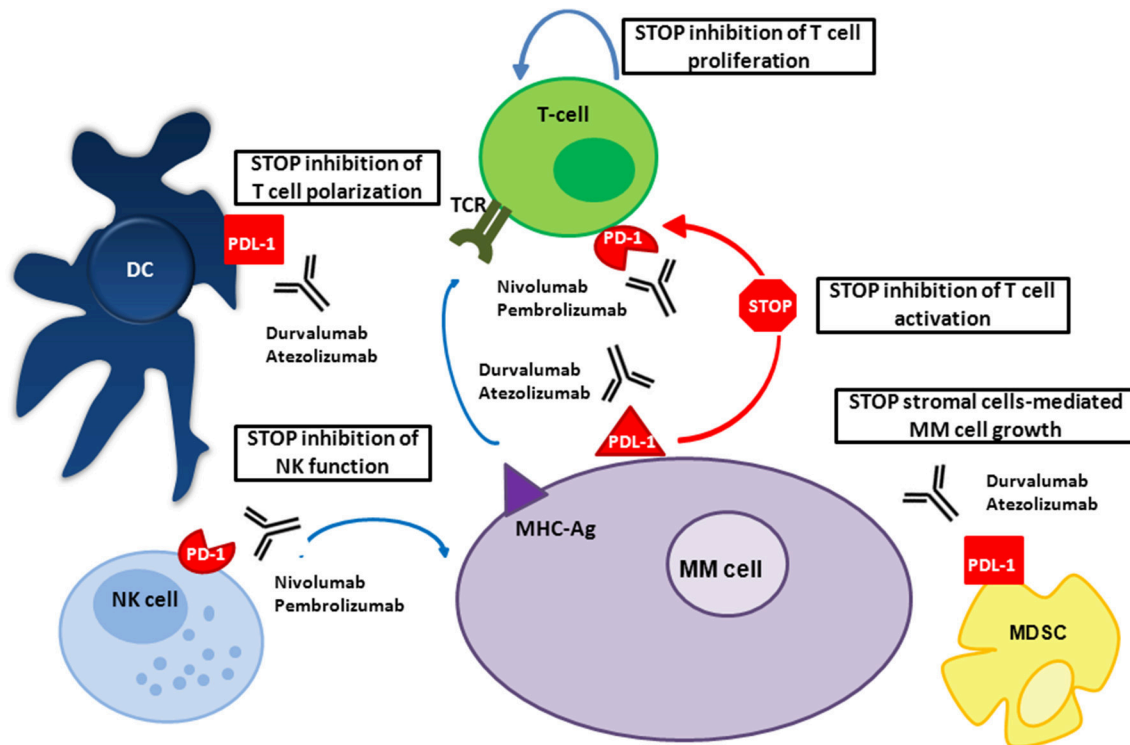 STOP inhibition of T cell
proliferation
T-cell
STOP inhibition of
T cell polarization
TCR
PDL-1
PD-1
DC
Nivolumab
Pembrolizumab
STOP
STOP inhibition of T cell
activation
Durvalumab
Atezolizumab
Durvalumab
Atezolizumab
STOP stromal cells-mediated
MM cell growth
STOP inhibition of
NK function
PDL-1
Durvalumab
Atezolizumab
MHC-Ag
PD-1
PDL-1
MM cell
Nivolumab
Pembrolizumab
NK cell
MDSC